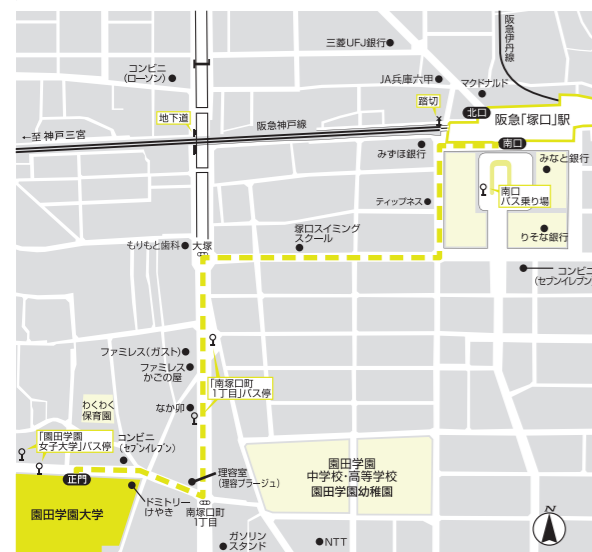 阪急伊丹線
三菱UFJ銀行
コンビニ
(ローソン)
JA兵庫六甲
マクドナルド
踏切
北口
地下道
阪急「塚口」駅
阪急神戸線
←至 神戸三宮
南口
みずほ銀行
みなと銀行
南口
バス乗り場
ティップネス
りそな銀行
塚口スイミング
スクール
もりもと歯科
大塚
コンビニ
(セブンイレブン)
ファミレス(ガスト)
ファミレス
かごの屋
「南塚口町
1丁目」バス停
わくわく
保育園
なか卯
「園田学園
女子大学」バス停
コンビニ
(セブンイレブン)
園田学園
中学校・高等学校
園田学園幼稚園
正門
理容室
(理容プラージュ)
ドミトリー
けやき
園田学園大学
南塚口町
1丁目
ガソリン
スタンド
NTT
N